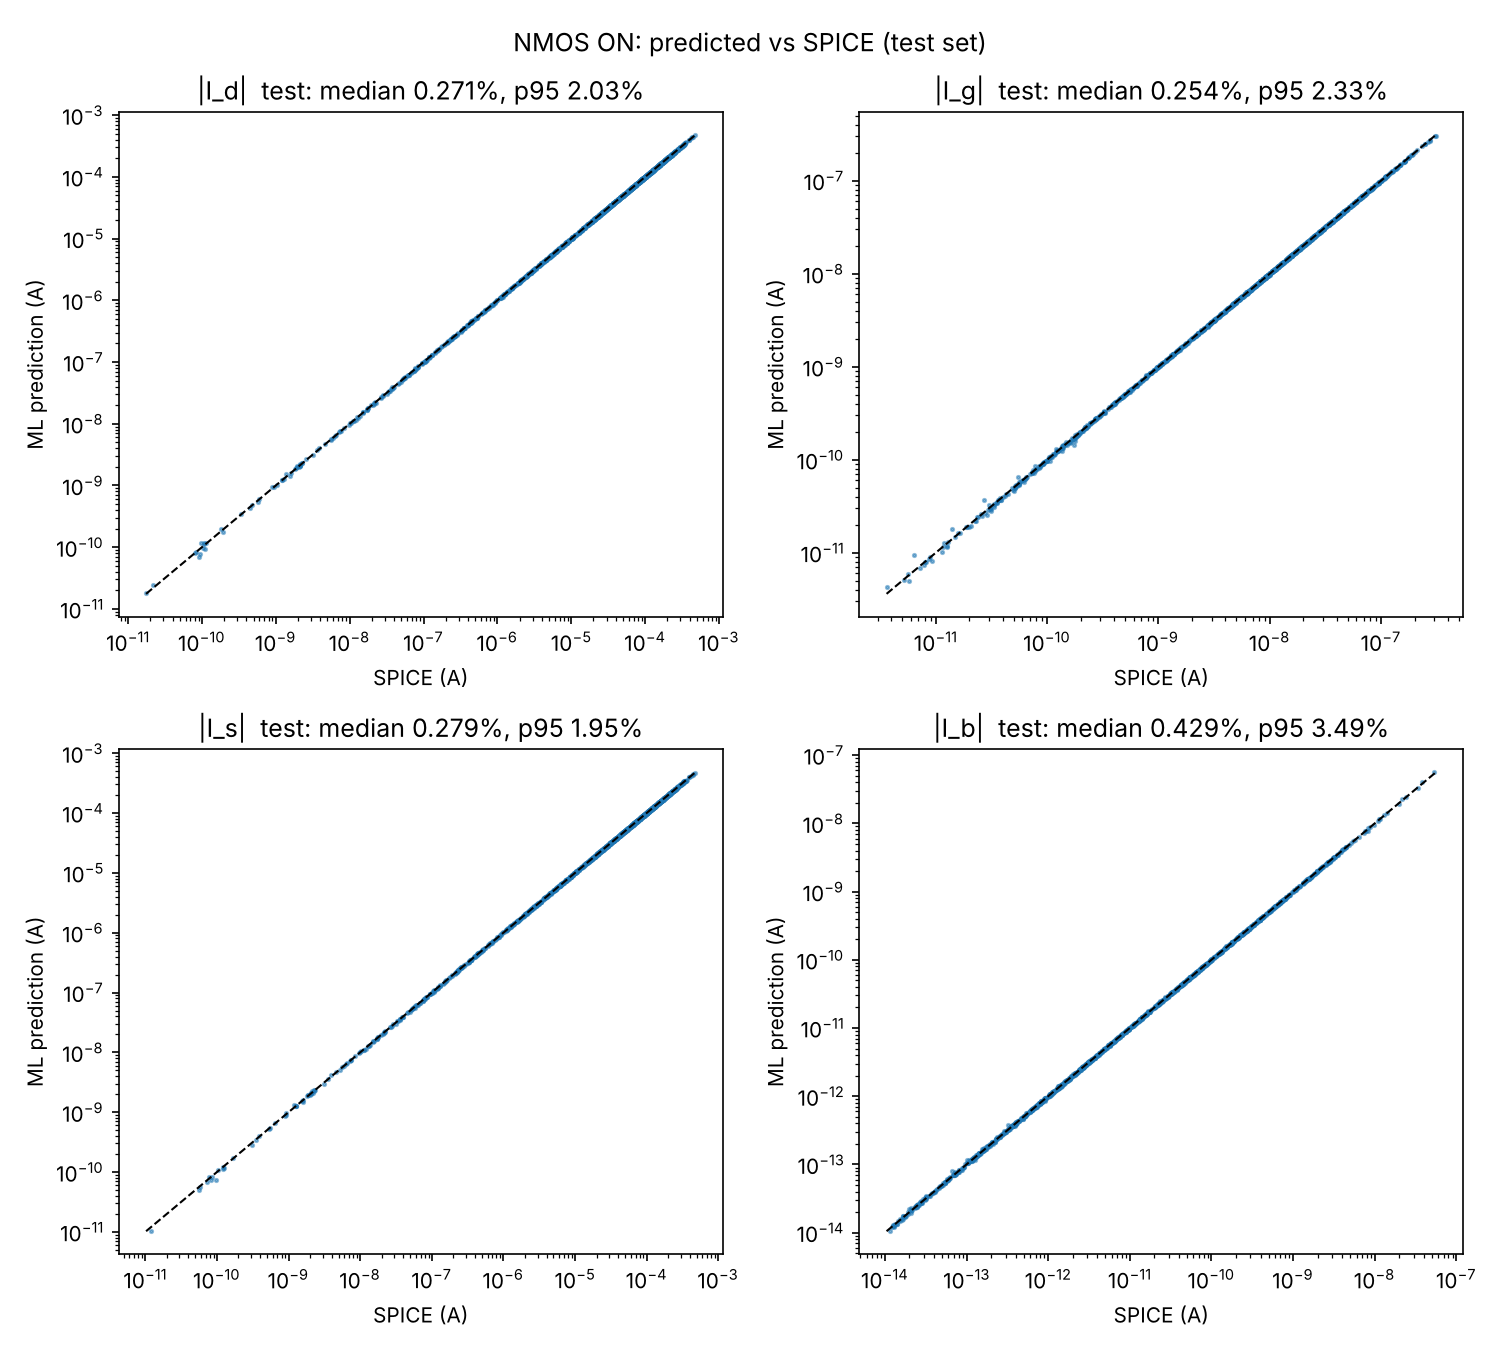 NMOS ON: predicted vs SPICE (test set)
|I_d|  test: median 0.271%, p95 2.03%
|I_g|  test: median 0.254%, p95 2.33%
10⁻³
10⁻⁴
10⁻⁵
10⁻⁶
10⁻⁷
10⁻⁸
10⁻⁹
10⁻¹⁰
10⁻¹¹
ML prediction (A)
10⁻¹¹ 10⁻¹⁰ 10⁻⁹ 10⁻⁸ 10⁻⁷ 10⁻⁶ 10⁻⁵ 10⁻⁴ 10⁻³
SPICE (A)
10⁻⁷
10⁻⁸
10⁻⁹
10⁻¹⁰
10⁻¹¹
ML prediction (A)
10⁻¹¹ 10⁻¹⁰ 10⁻⁹ 10⁻⁸ 10⁻⁷
SPICE (A)
|I_s|  test: median 0.279%, p95 1.95%
|I_b|  test: median 0.429%, p95 3.49%
10⁻³
10⁻⁴
10⁻⁵
10⁻⁶
10⁻⁷
10⁻⁸
10⁻⁹
10⁻¹⁰
10⁻¹¹
ML prediction (A)
10⁻¹¹ 10⁻¹⁰ 10⁻⁹ 10⁻⁸ 10⁻⁷ 10⁻⁶ 10⁻⁵ 10⁻⁴ 10⁻³
SPICE (A)
10⁻⁷
10⁻⁸
10⁻⁹
10⁻¹⁰
10⁻¹¹
10⁻¹²
10⁻¹³
10⁻¹⁴
ML prediction (A)
10⁻¹⁴ 10⁻¹³ 10⁻¹² 10⁻¹¹ 10⁻¹⁰ 10⁻⁹ 10⁻⁸ 10⁻⁷
SPICE (A)